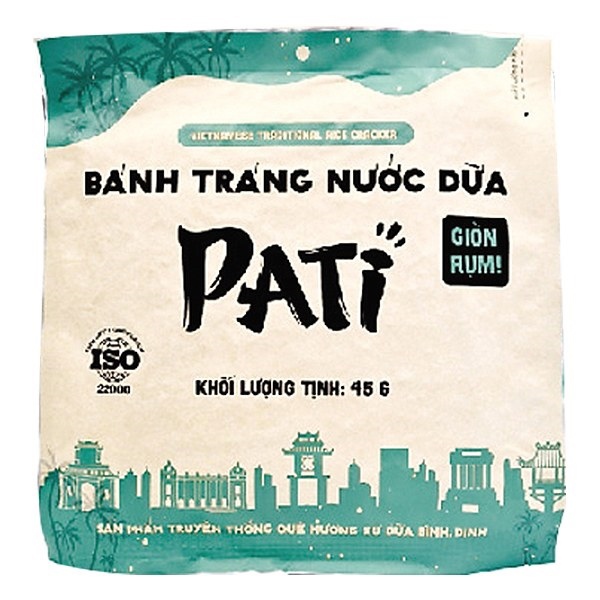 VIETNAMESE TRADITIONAL RICE CRACKER
BÁNH TRÁNG NƯỚC DỪA
PATI
GIÒN
RỤM!
ISO
22000
KHỐI LƯỢNG TỊNH: 45 G
SẢN PHẨM TRUYỀN THỐNG QUÊ HƯƠNG XỨ DỪA BÌNH ĐỊNH